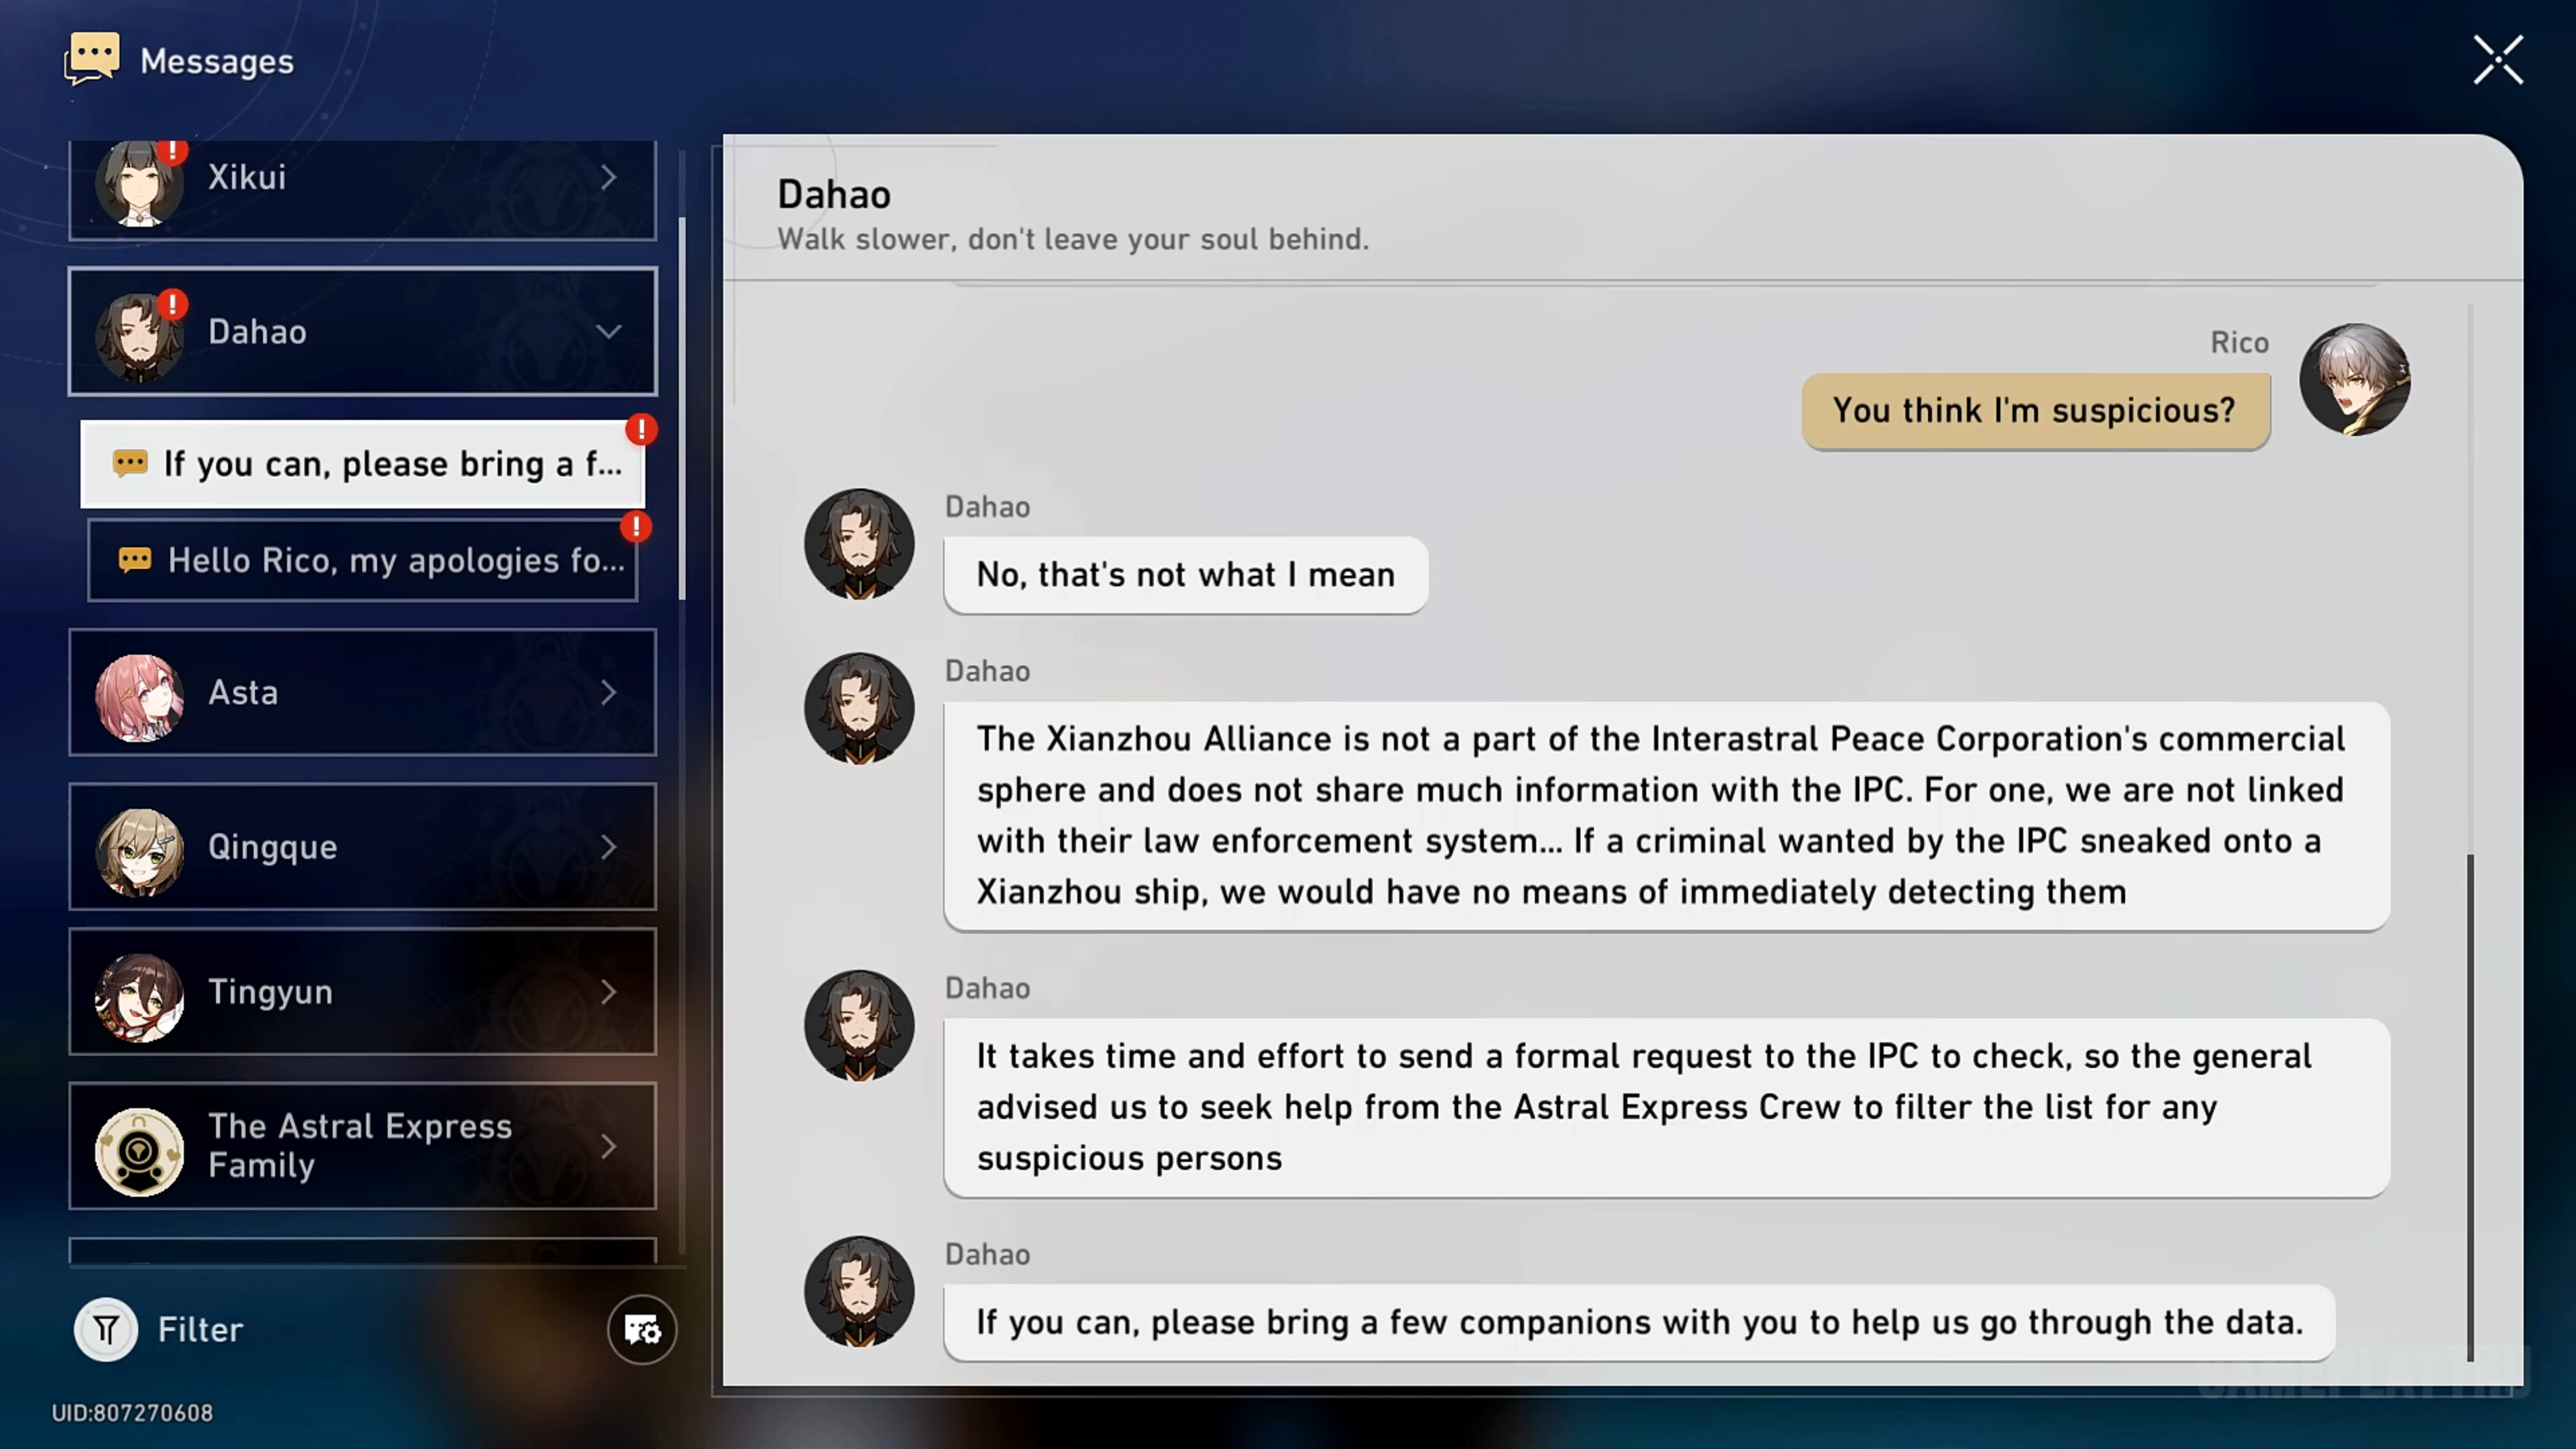 Messages
Xikui
Dahao
If you can, please bring a f...
Hello Rico, my apologies fo...
Asta
Qingque
Tingyun
The Astral Express
Family
Filter
UID:807270608
Dahao
Walk slower, don't leave your soul behind.
Rico
You think I'm suspicious?
Dahao
No, that's not what I mean
Dahao
The Xianzhou Alliance is not a part of the Interastral Peace Corporation's commercial
sphere and does not share much information with the IPC. For one, we are not linked
with their law enforcement system... If a criminal wanted by the IPC sneaked onto a
Xianzhou ship, we would have no means of immediately detecting them
Dahao
It takes time and effort to send a formal request to the IPC to check, so the general
advised us to seek help from the Astral Express Crew to filter the list for any
suspicious persons
Dahao
If you can, please bring a few companions with you to help us go through the data.